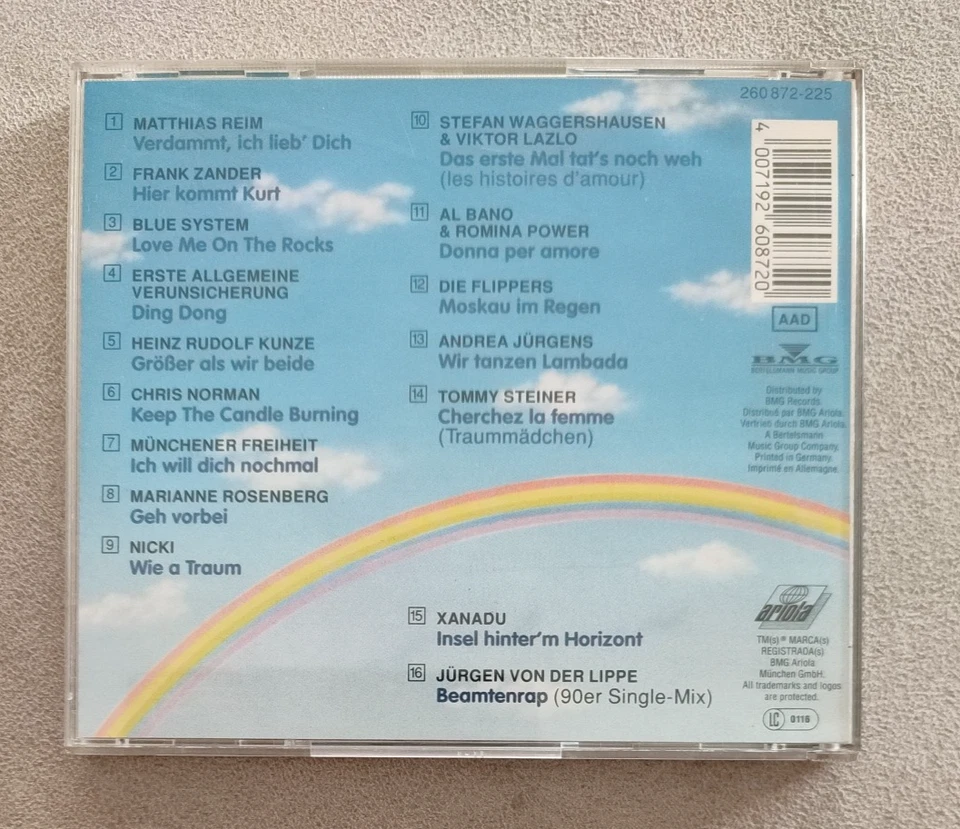 260 872-225
1 MATTHIAS REIM
Verdammt, ich lieb' Dich
2 FRANK ZANDER
Hier kommt Kurt
3 BLUE SYSTEM
Love Me On The Rocks
4 ERSTE ALLGEMEINE
VERUNSICHERUNG
Ding Dong
5 HEINZ RUDOLF KUNZE
Größer als wir beide
6 CHRIS NORMAN
Keep The Candle Burning
7 MÜNCHENER FREIHEIT
Ich will dich nochmal
8 MARIANNE ROSENBERG
Geh vorbei
9 NICKI
Wie a Traum
10 STEFAN WAGGERSHAUSEN
& VIKTOR LAZLO
Das erste Mal tat's noch weh
(les histoires d'amour)
11 AL BANO
& ROMINA POWER
Donna per amore
12 DIE FLIPPERS
Moskau im Regen
13 ANDREA JÜRGENS
Wir tanzen Lambada
14 TOMMY STEINER
Cherchez la femme
(Traummädchen)
15 XANADU
Insel hinter'm Horizont
16 JÜRGEN VON DER LIPPE
Beamtenrap (90er Single-Mix)
4 007192 608720
AAD
BMG
BERTELSMANN MUSIC GROUP
Distributed by
BMG Records.
Distribué par BMG Ariola.
Vertrieb durch BMG Ariola.
A Bertelsmann
Music Group Company.
Printed in Germany.
Imprimé en Allemagne.
ariola
TM(s) ® MARCA(s)
REGISTRADA(s)
BMG Ariola
München GmbH.
All trademarks and logos
are protected.
LC 0116